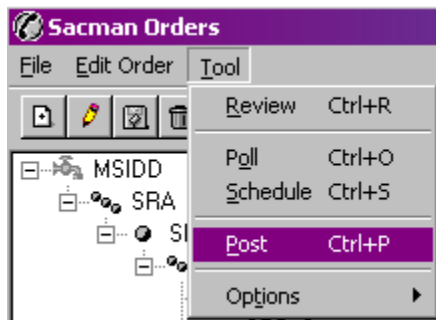 Sacman Orders
File Edit Order Tool
Review Ctrl+R
Poll Ctrl+O
MSIDD
Schedule Ctrl+S
SRA
Post Ctrl+P
Options